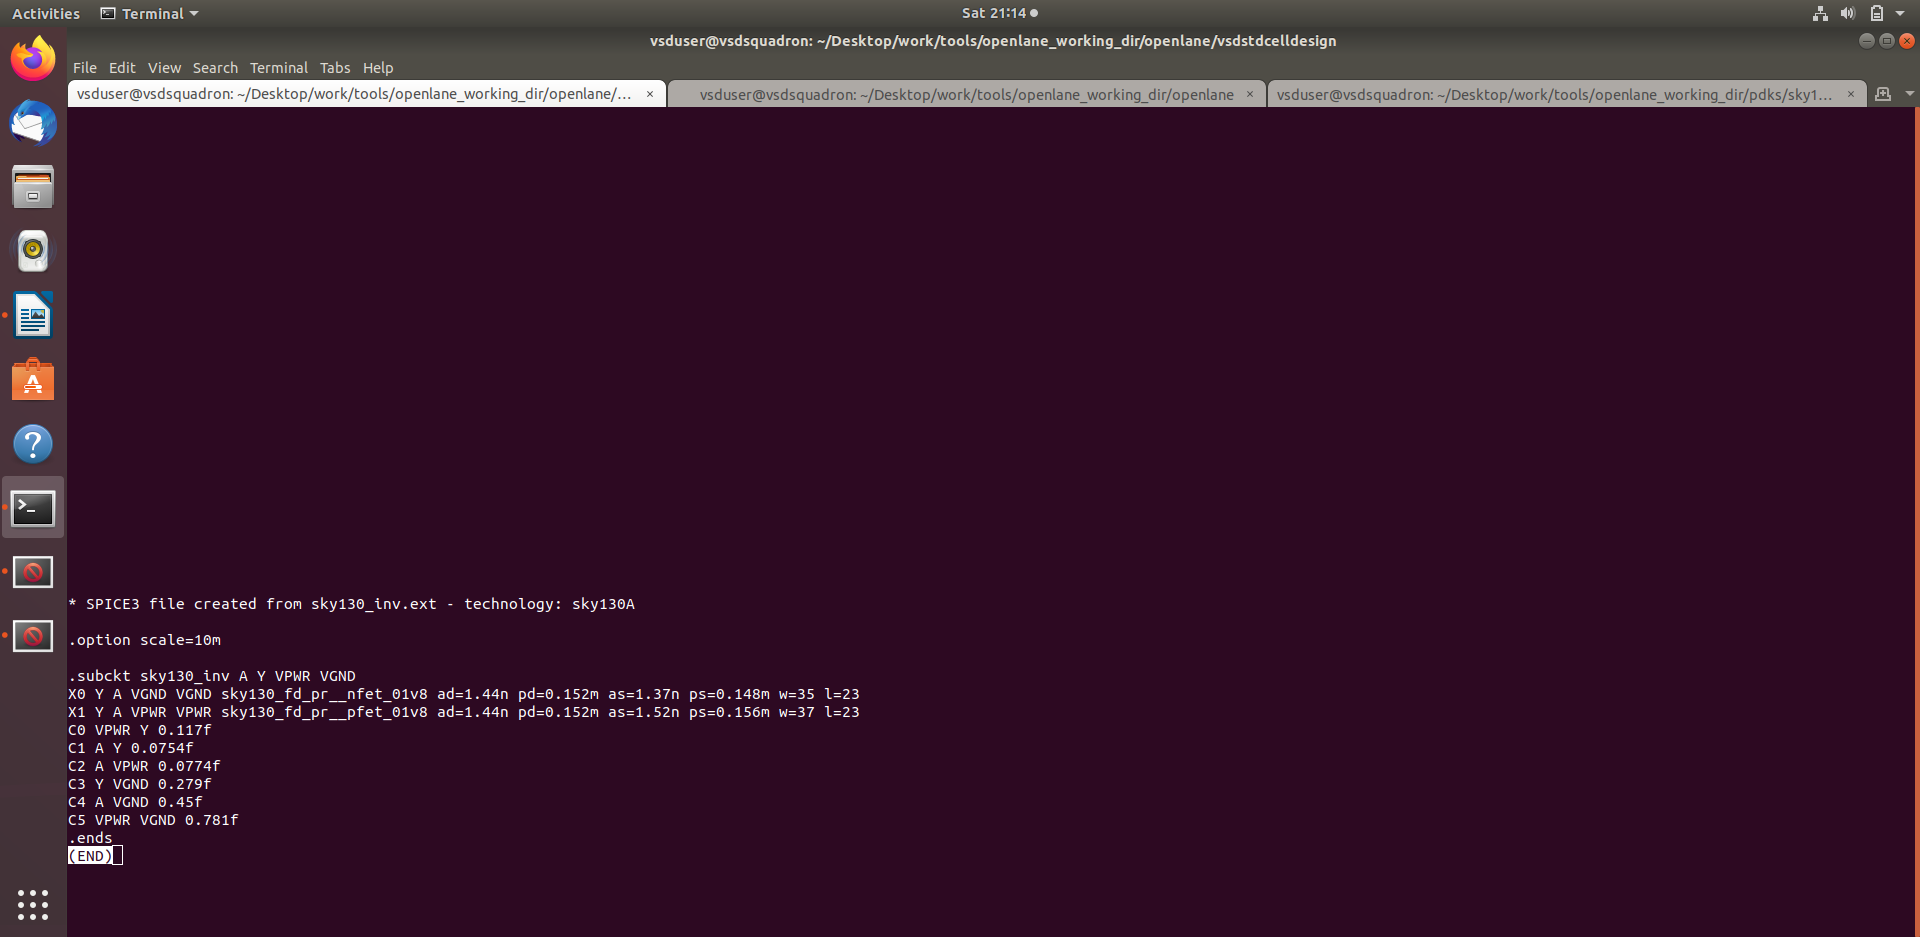 Activities Terminal Sat 21:14
vsduser@vsdsquadron: ~/Desktop/work/tools/openlane_working_dir/openlane/vsdstdcelldesign
File Edit View Search Terminal Tabs Help
vsduser@vsdsquadron: ~/Desktop/work/tools/openlane_working_dir/openlane/... × vsduser@vsdsquadron: ~/Desktop/work/tools/openlane_working_dir/openlane × vsduser@vsdsquadron: ~/Desktop/work/tools/openlane_working_dir/pdks/sky1... ×
* SPICE3 file created from sky130_inv.ext - technology: sky130A
.option scale=10m
.subckt sky130_inv A Y VPWR VGND
X0 Y A VGND VGND sky130_fd_pr__nfet_01v8 ad=1.44n pd=0.152m as=1.37n ps=0.148m w=35 l=23
X1 Y A VPWR VPWR sky130_fd_pr__pfet_01v8 ad=1.44n pd=0.152m as=1.52n ps=0.156m w=37 l=23
C0 VPWR Y 0.117f
C1 A Y 0.0754f
C2 A VPWR 0.0774f
C3 Y VGND 0.279f
C4 A VGND 0.45f
C5 VPWR VGND 0.781f
.ends
(END)